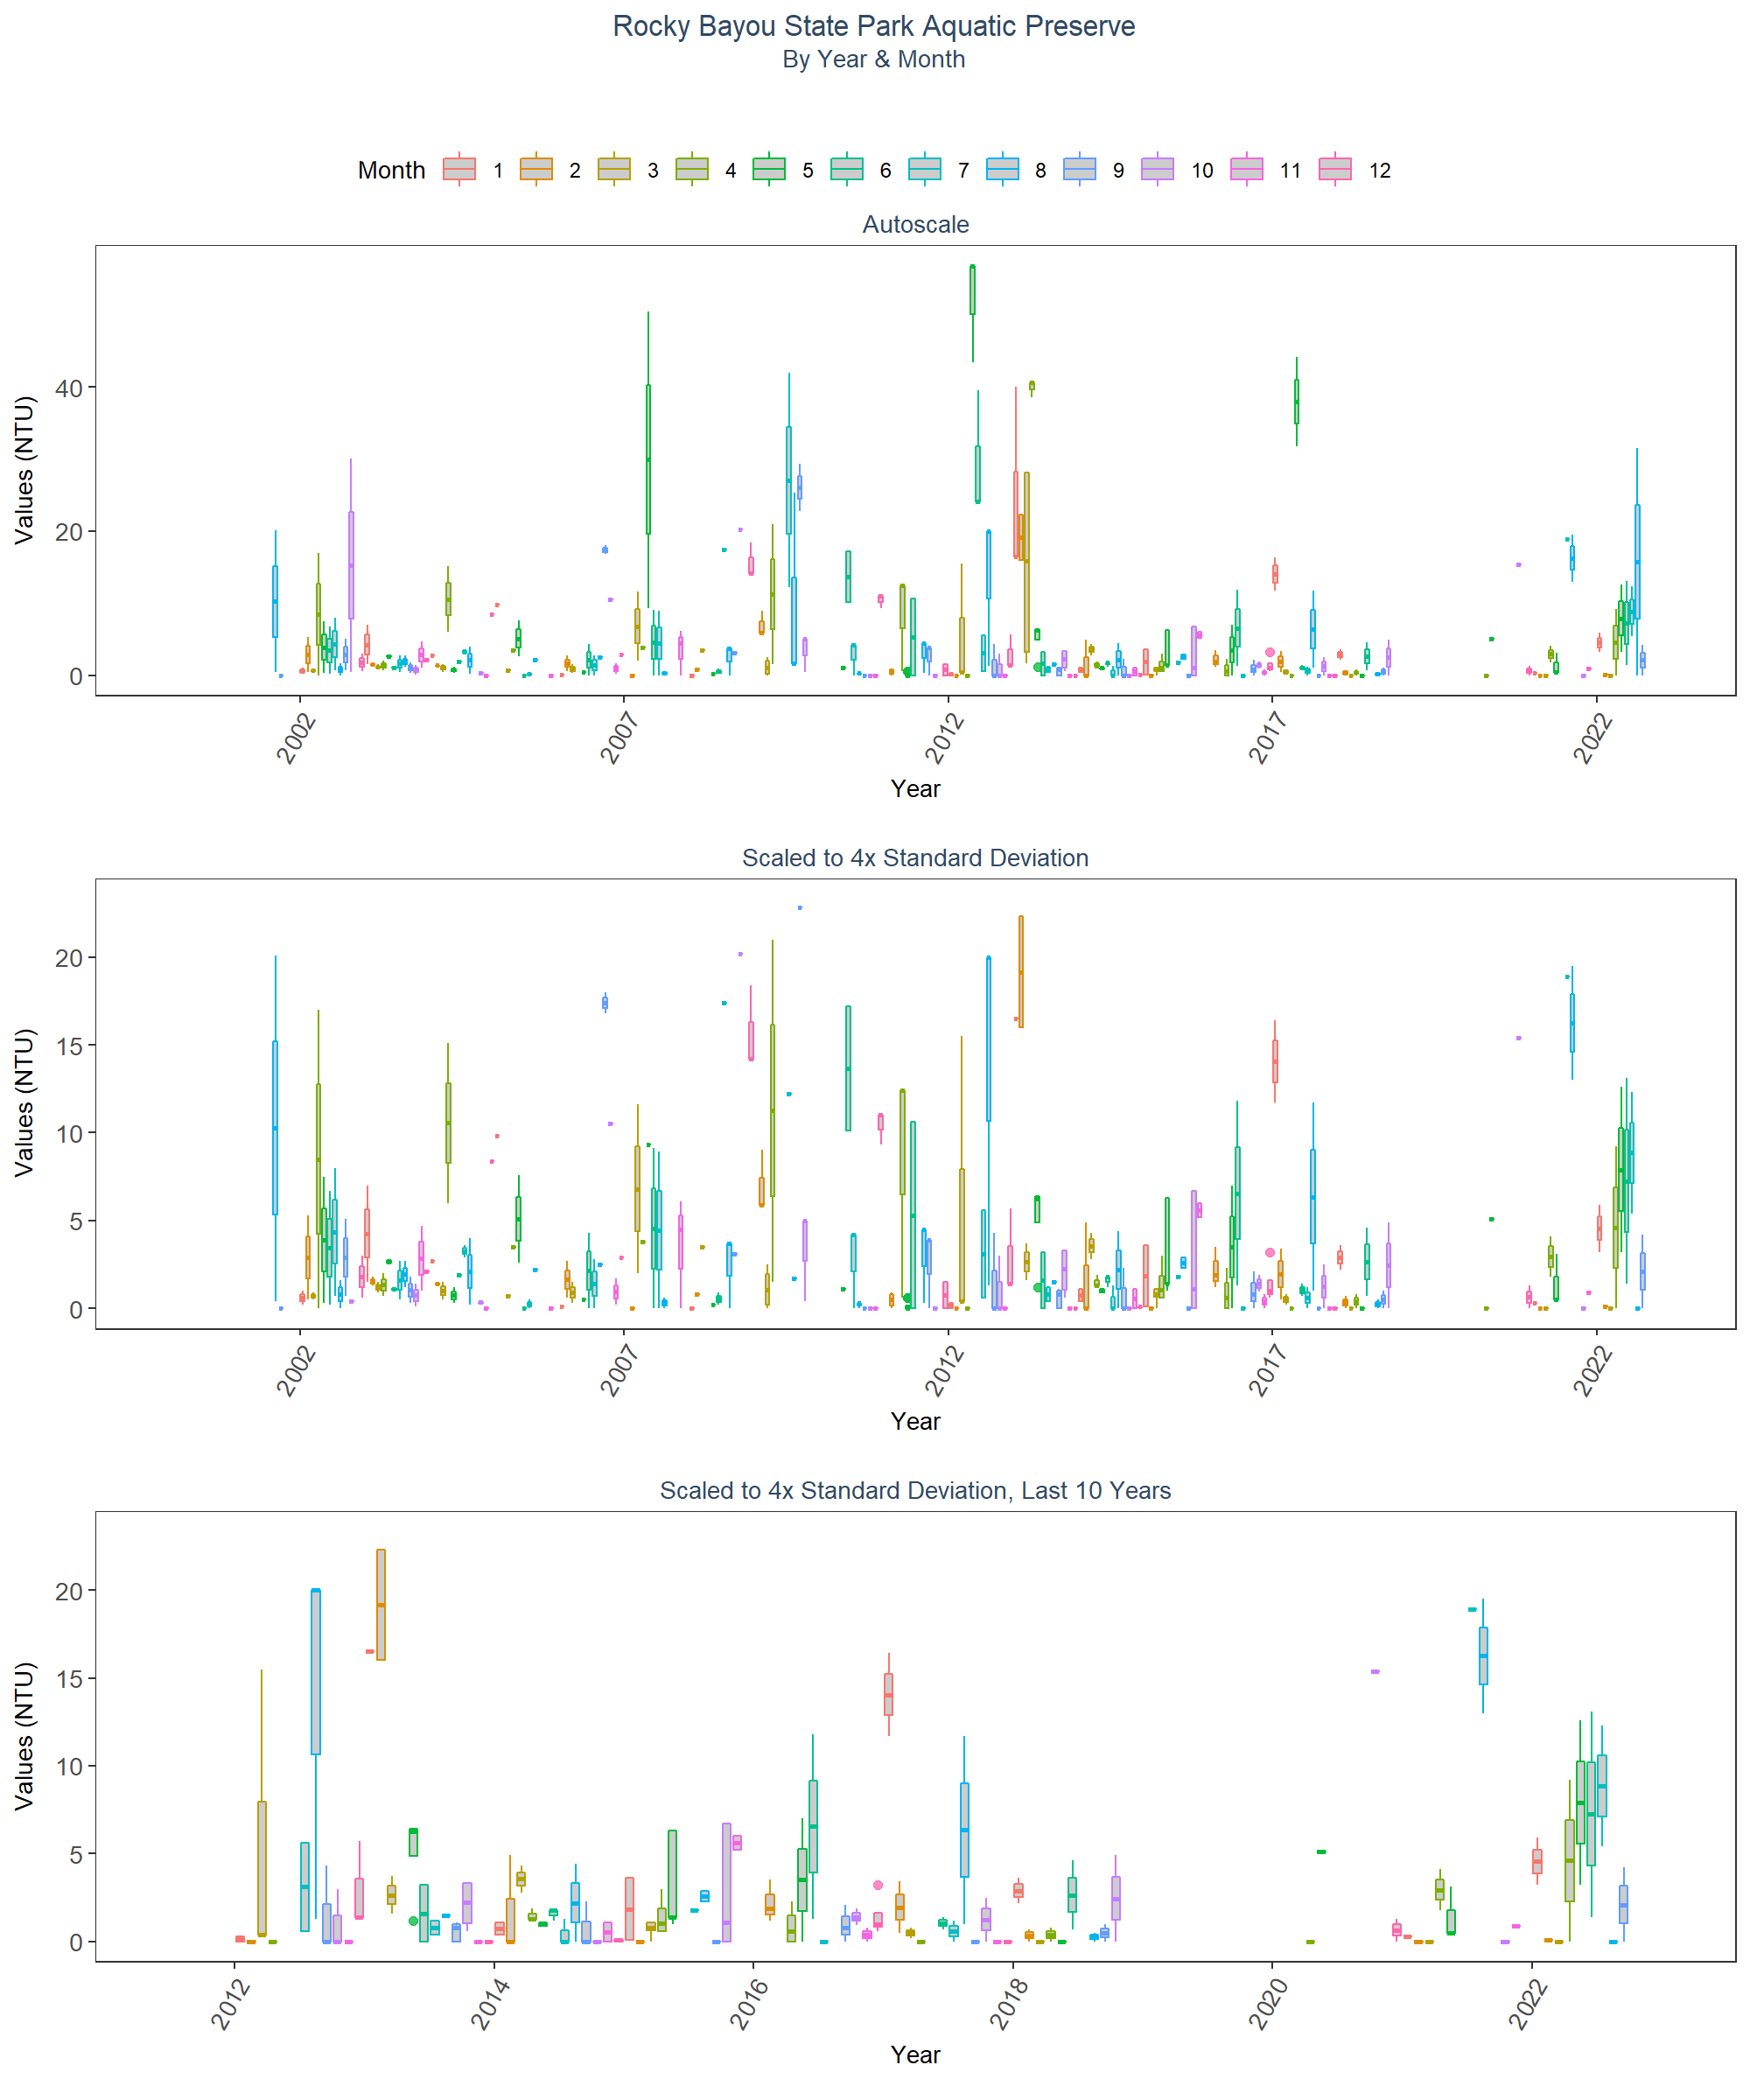 Rocky Bayou State Park Aquatic Preserve
By Year & Month
Month 1 2 3 4 5 6 7 8 9 10 11 12
Autoscale
Values (NTU)
40
20
0
2002 2007 2012 2017 2022
Year
Scaled to 4x Standard Deviation
Values (NTU)
20
15
10
5
0
2002 2007 2012 2017 2022
Year
Scaled to 4x Standard Deviation, Last 10 Years
Values (NTU)
20
15
10
5
0
2012 2014 2016 2018 2020 2022
Year